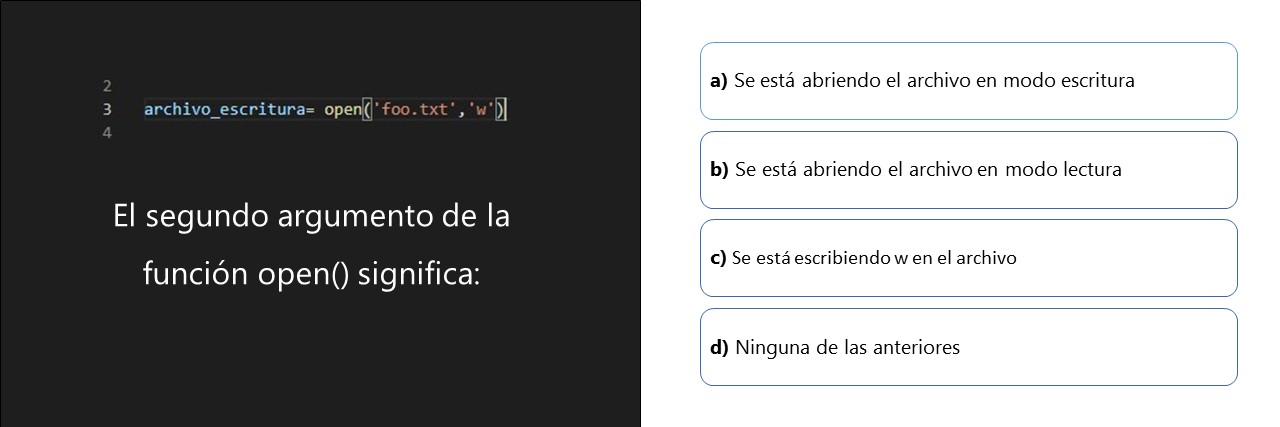 2
3 archivo_escritura= open('foo.txt','w')
4
El segundo argumento de la
función open() significa:
a) Se está abriendo el archivo en modo escritura
b) Se está abriendo el archivo en modo lectura
c) Se está escribiendo w en el archivo
d) Ninguna de las anteriores